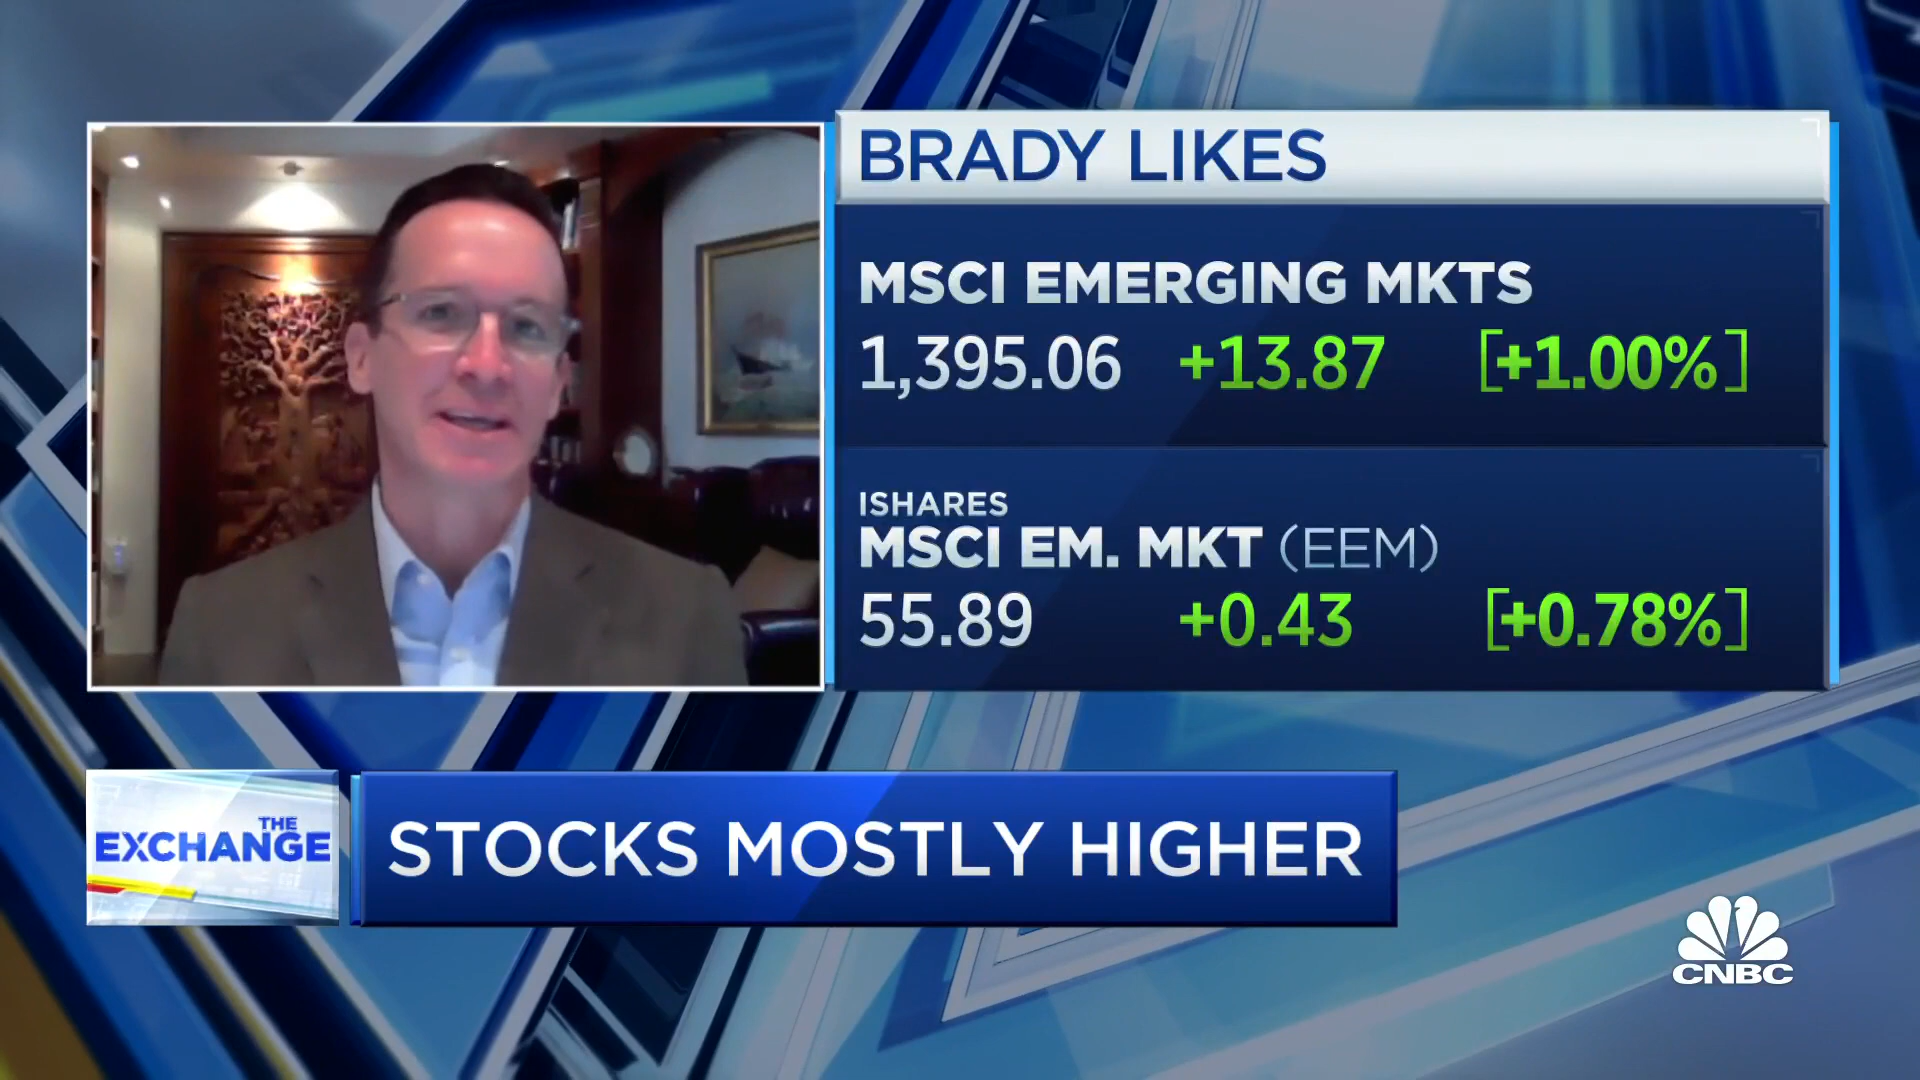 BRADY LIKES
MSCI EMERGING MKTS
1,395.06 +13.87 [+1.00%]
ISHARES
MSCI EM. MKT (EEM)
55.89 +0.43 [+0.78%]
THE
EXCHANGE
STOCKS MOSTLY HIGHER
CNBC